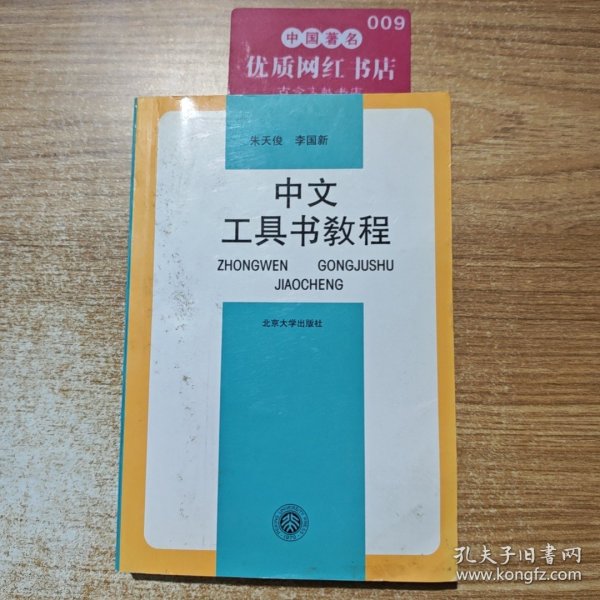 009
中国著名
优质网红书店
朱天俊 李国新
中文
工具书教程
ZHONGWEN GONGJUSHU
JIAOCHENG
北京大学出版社
孔夫子旧书网
www.kongfz.com